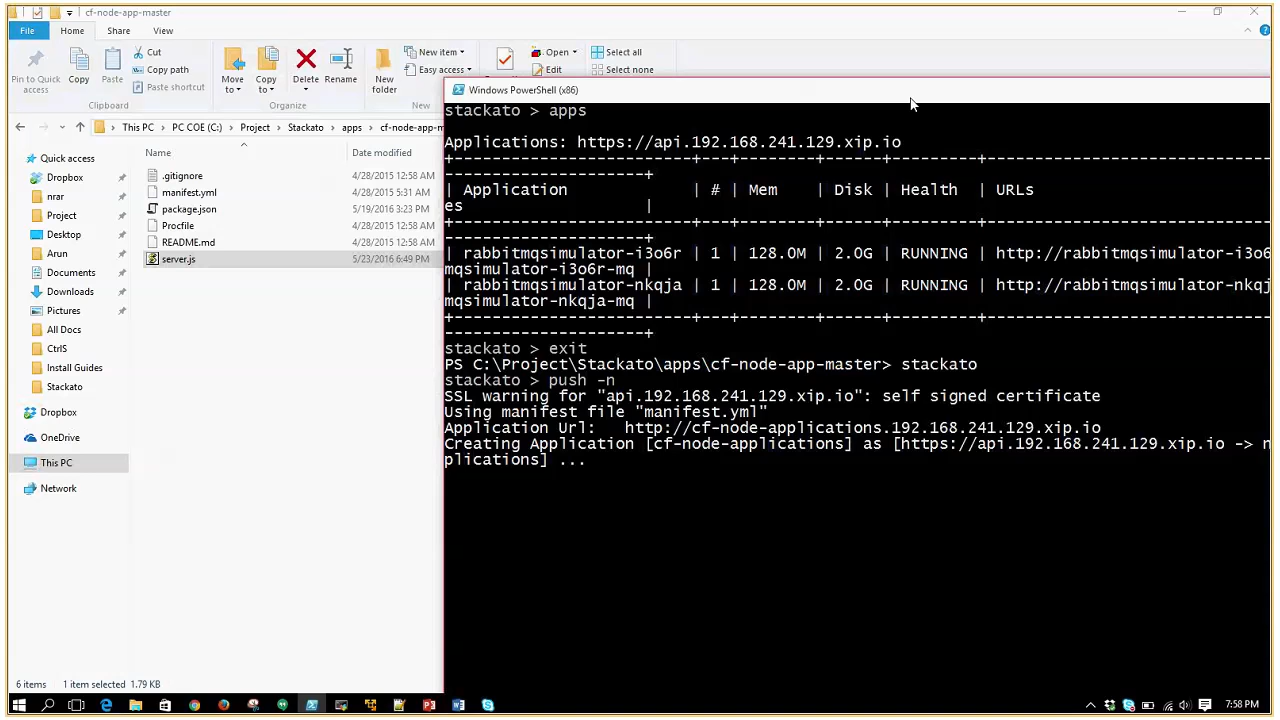 cf-node-app-master
File Home Share View
Pin to Quick access
Copy
Paste
Cut
Copy path
Paste shortcut
Move to
Copy to
Delete
Rename
New folder
New item
Easy access
Open
Edit
Select all
Select none
Clipboard
Organize
New
This PC
PC COE (C:)
Project
Stackato
apps
cf-node-app-m
Name
Date modified
Quick access
Dropbox
nrar
Project
Desktop
Arun
Documents
Downloads
Pictures
All Docs
CtrlS
Install Guides
Stackato
Dropbox
OneDrive
This PC
Network
.gitignore 4/28/2015 12:58 AM
manifest.yml 4/28/2015 5:31 AM
package.json 5/19/2016 3:23 PM
Procfile 4/28/2015 12:58 AM
README.md 4/28/2015 12:58 AM
server.js 5/23/2016 6:49 PM
6 items 1 item selected 1.79 KB
Windows PowerShell (x86)
stackato > apps
Applications: https://api.192.168.241.129.xip.io
+-------------------------+---+--------+------+---------+------------------------------
---------------------+
| Application | # | Mem | Disk | Health | URLs
es |
+-------------------------+---+--------+------+---------+------------------------------
---------------------+
| rabbitmqsimulator-i3o6r | 1 | 128.0M | 2.0G | RUNNING | http://rabbitmqsimulator-i3o6
mqsimulator-i3o6r-mq |
| rabbitmqsimulator-nkqja | 1 | 128.0M | 2.0G | RUNNING | http://rabbitmqsimulator-nkqj
mqsimulator-nkqja-mq |
+-------------------------+---+--------+------+---------+------------------------------
---------------------+
stackato > exit
PS C:\Project\Stackato\apps\cf-node-app-master> stackato
stackato > push -n
SSL warning for "api.192.168.241.129.xip.io": self signed certificate
Using manifest file "manifest.yml"
Application Url: http://cf-node-applications.192.168.241.129.xip.io
Creating Application [cf-node-applications] as [https://api.192.168.241.129.xip.io -> n
plications] ...
7:58 PM